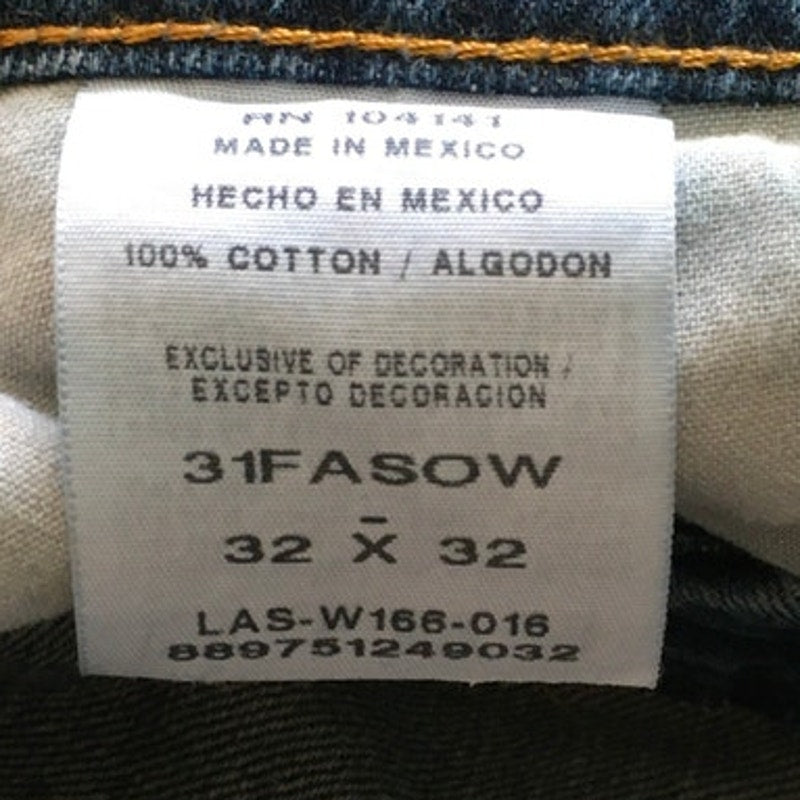 RN 104141
MADE IN MEXICO
HECHO EN MEXICO
100% COTTON / ALGODON
EXCLUSIVE OF DECORATION /
EXCEPTO DECORACION
31FASOW
-
32 X 32
LAS-W166-016
889751249032